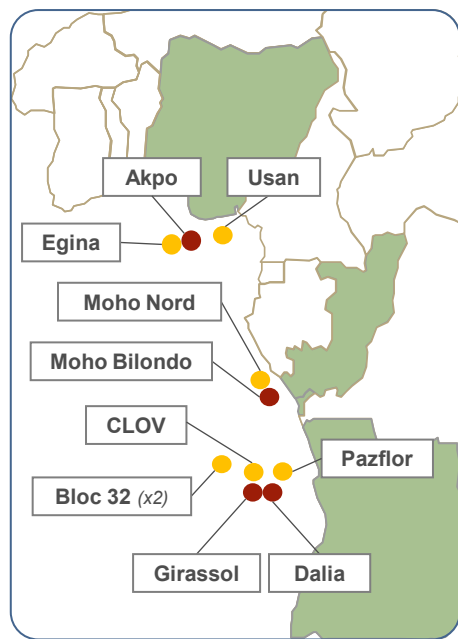 Akpo
Usan
Egina
Moho Nord
Moho Bilondo
CLOV
Pazflor
Bloc 32 (x2)
Girassol
Dalia